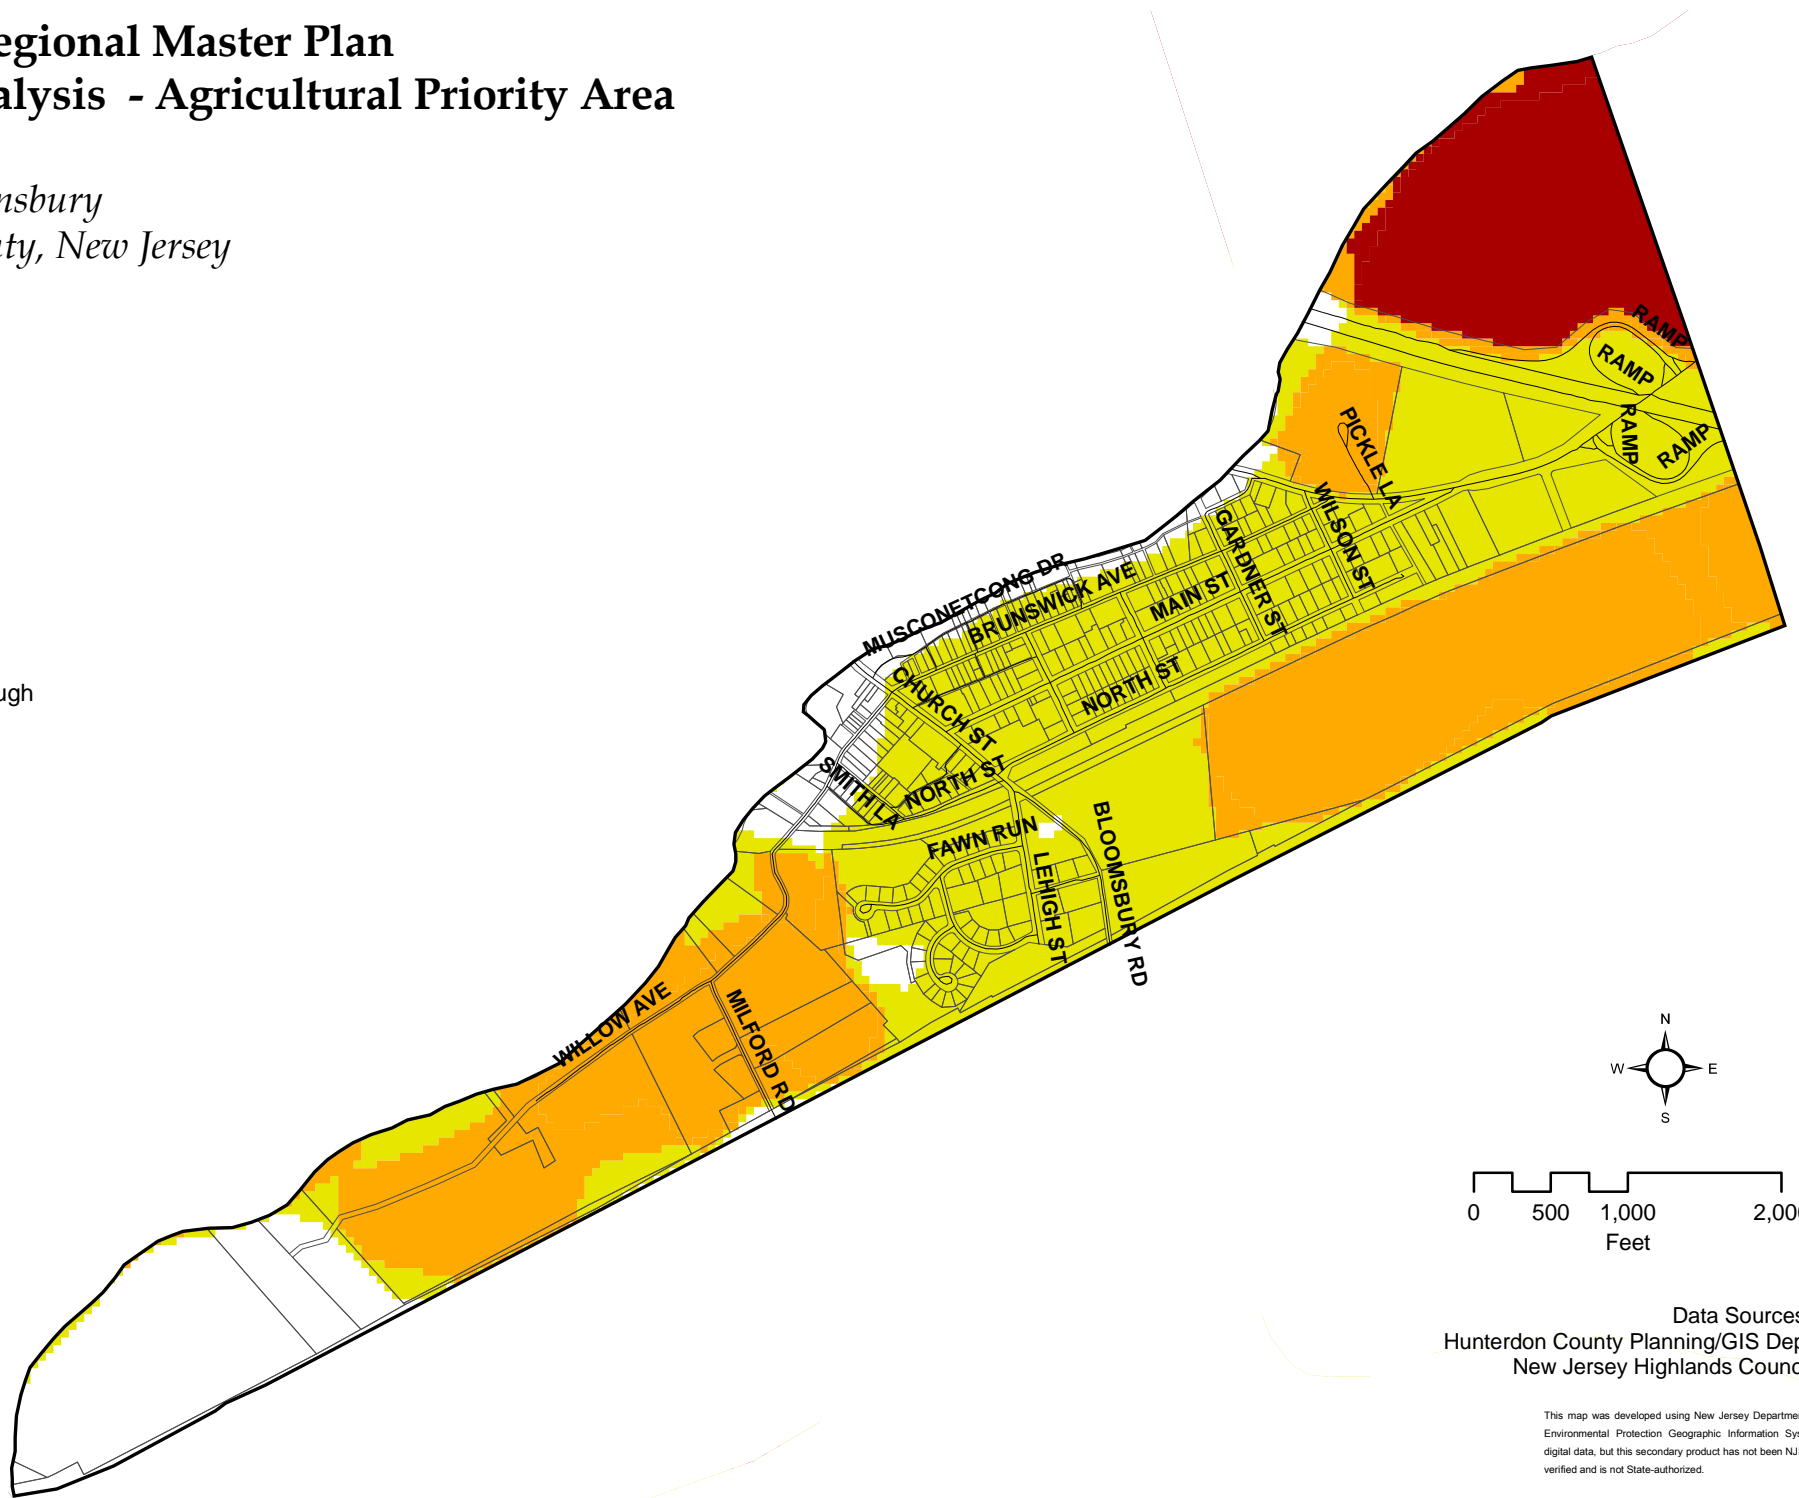 egional Master Plan
alysis - Agricultural Priority Area
nsbury
ty, New Jersey
ugh
RAMP
RAMP
RAMP
RAMP
PICKLE LA
WILSON ST
GARDNER ST
MAIN ST
BRUNSWICK AVE
MUSCONETCONG DR
CHURCH ST
NORTH ST
SMITH LA
NORTH ST
FAWN RUN
LEHIGH ST
BLOOMSBURY RD
WILLOW AVE
MILFORD RD
N
W E
S
0 500 1,000 2,00
Feet
Data Sources
Hunterdon County Planning/GIS Dep
New Jersey Highlands Counc
This map was developed using New Jersey Departme
Environmental Protection Geographic Information Sys
digital data, but this secondary product has not been NJ
verified and is not State-authorized.